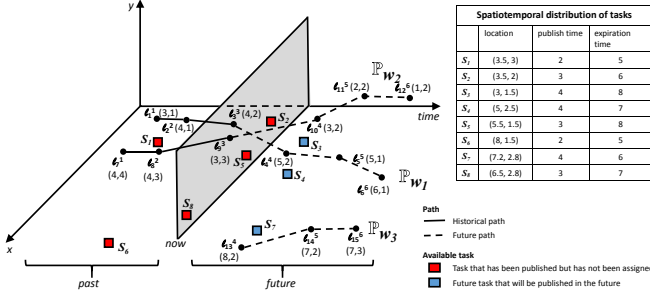 y
time
x
now
past
future
ℓ₁¹ (3,1)
ℓ₂² (4,1)
ℓ₃³ (4,2)
ℓ₄⁴ (5,2)
ℓ₅⁵ (5,1)
ℓ₆⁶ (6,1)
ℓ₇¹
(4,4)
ℓ₈²
(4,3)
ℓ₉³
(3,3)
ℓ₁₀⁴ (3,2)
ℓ₁₁⁵ (2,2)
ℓ₁₂⁶ (1,2)
ℓ₁₃⁴
(8,2)
ℓ₁₄⁵
(7,2)
ℓ₁₅⁶
(7,3)
ℙw₂
ℙw₁
ℙw₃
S₁
S₂
S₃
S₄
S₅
S₆
S₇
S₈
Spatiotemporal distribution of tasks
location publish time expiration time
S₁ (3.5, 3) 2 5
S₂ (3.5, 2) 3 6
S₃ (3, 1.5) 4 8
S₄ (5, 2.5) 4 7
S₅ (5.5, 1.5) 3 8
S₆ (8, 1.5) 2 5
S₇ (7.2, 2.8) 4 6
S₈ (6.5, 2.8) 3 7
Path
Historical path
Future path
Available task
Task that has been published but has not been assigned
Future task that will be published in the future